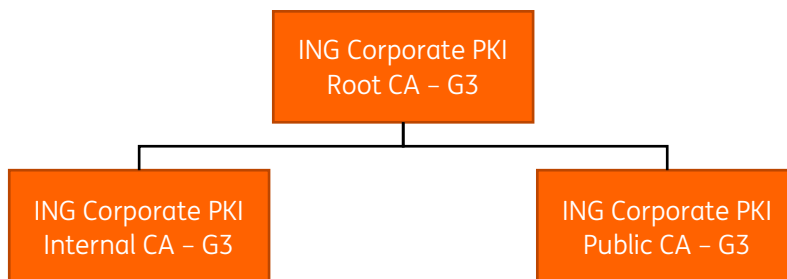 ING Corporate PKI
Root CA – G3
ING Corporate PKI
Internal CA – G3
ING Corporate PKI
Public CA – G3